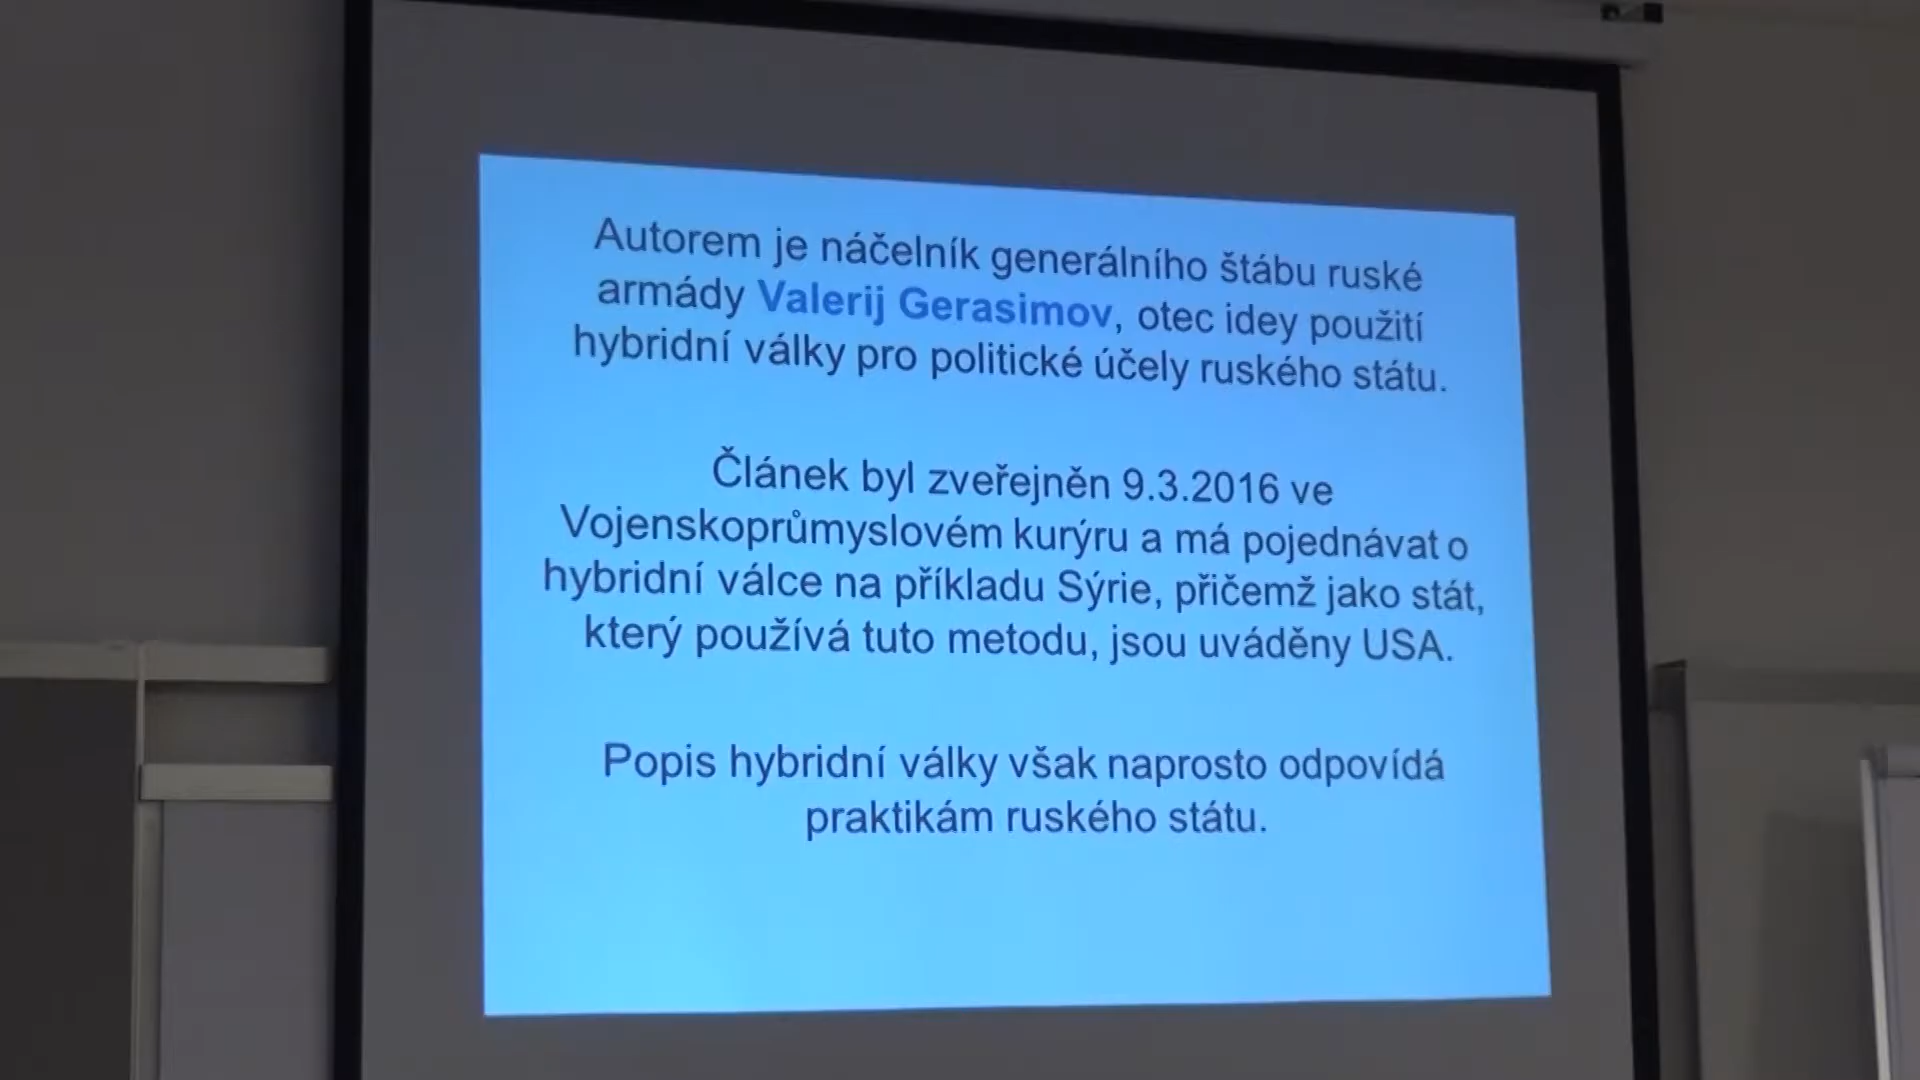 Autorem je náčelník generálního štábu ruské
armády Valerij Gerasimov, otec idey použití
hybridní války pro politické účely ruského státu.
Článek byl zveřejněn 9.3.2016 ve
Vojenskoprůmyslovém kurýru a má pojednávat o
hybridní válce na příkladu Sýrie, přičemž jako stát,
který používá tuto metodu, jsou uváděny USA.
Popis hybridní války však naprosto odpovídá
praktikám ruského státu.